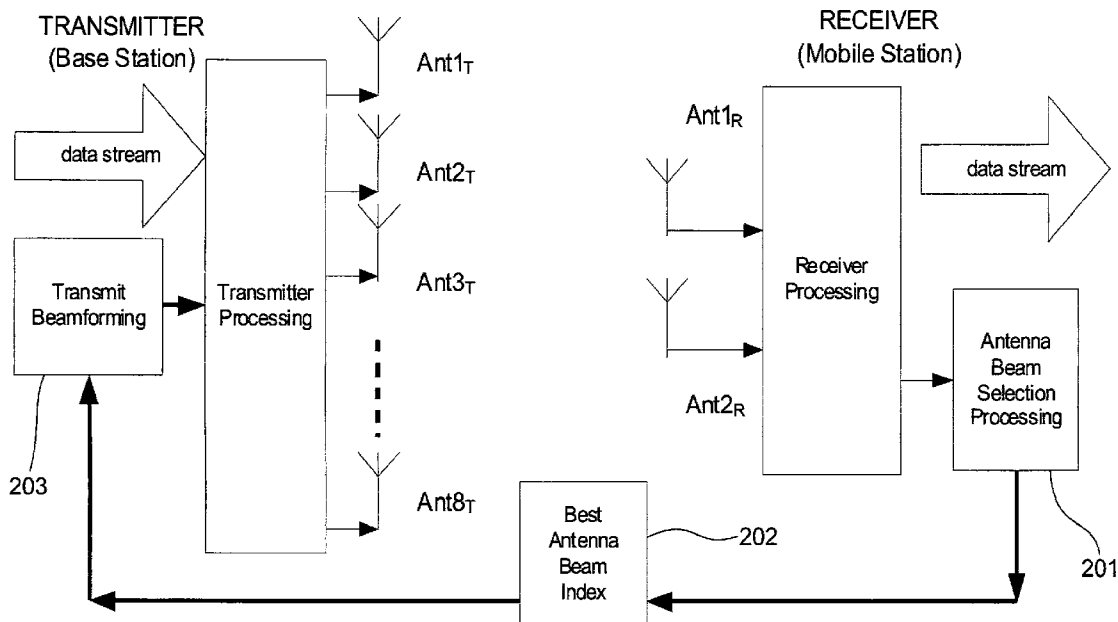 TRANSMITTER
(Base Station)
data stream
Transmit
Beamforming
203
Transmitter
Processing
Ant1T
Ant2T
Ant3T
Ant8T
RECEIVER
(Mobile Station)
Ant1R
Ant2R
Receiver
Processing
data stream
Antenna
Beam
Selection
Processing
201
Best
Antenna
Beam
Index
202